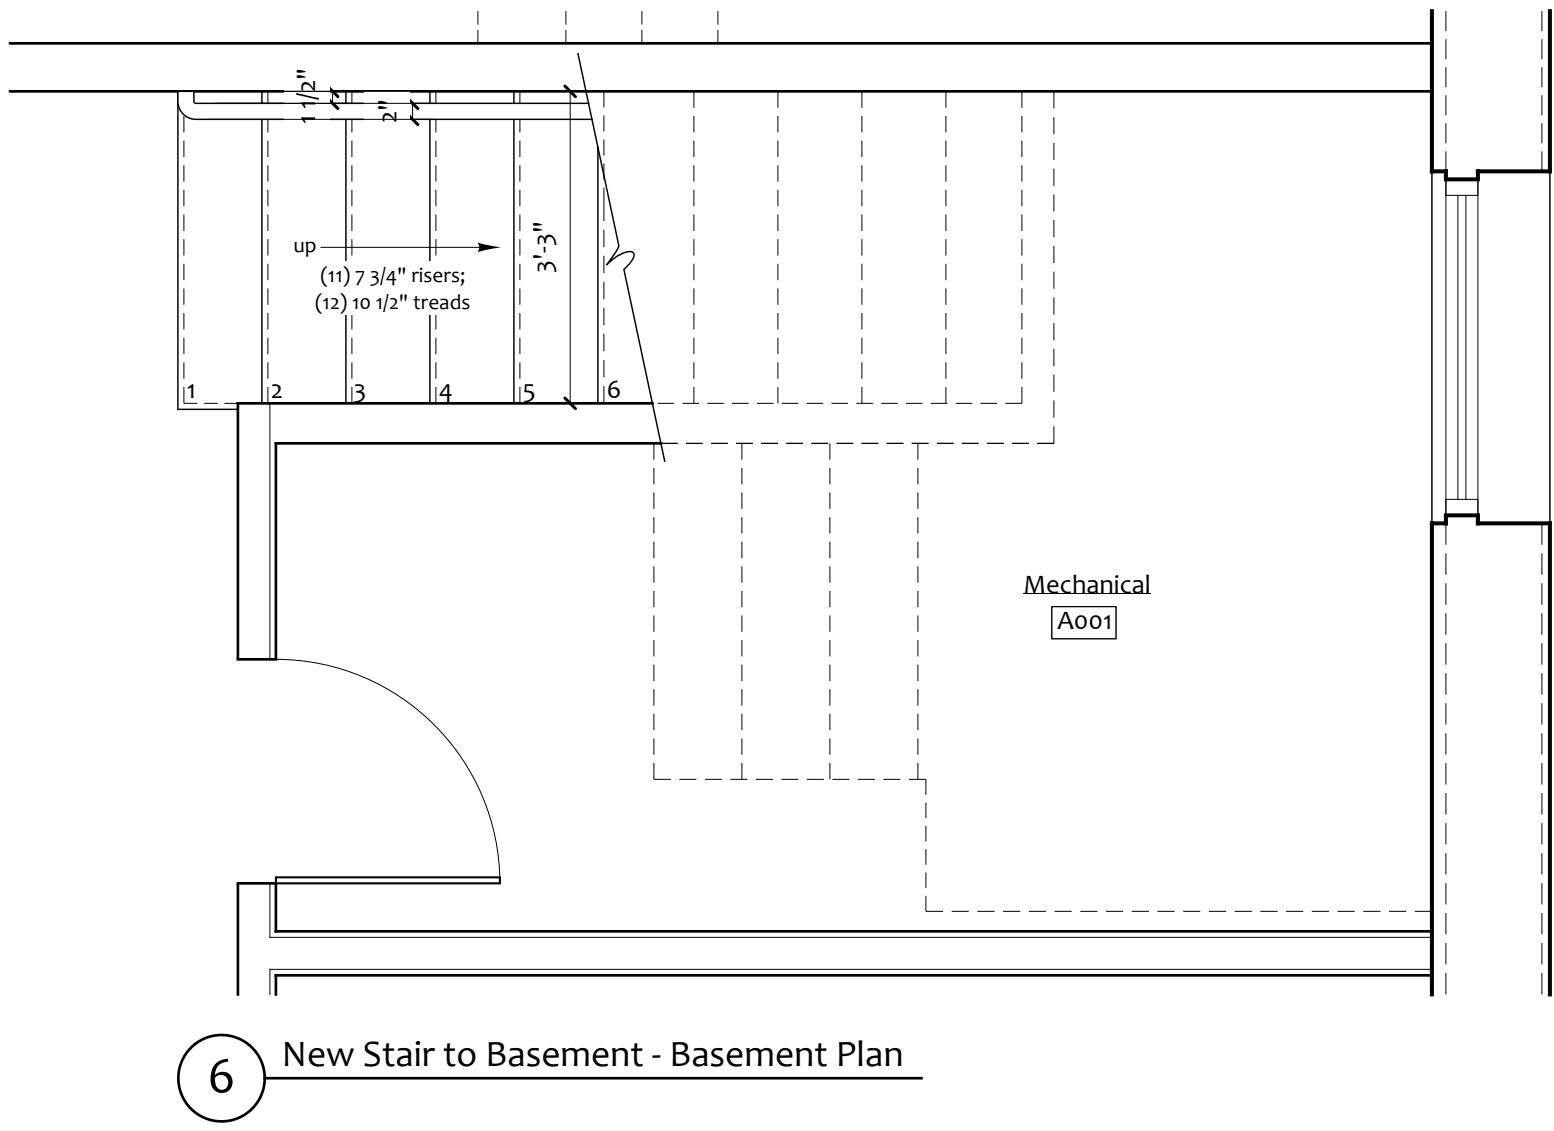 1 1/2"
2"
up
(11) 7 3/4" risers;
(12) 10 1/2" treads
3'-3"
1 2 3 4 5 6
Mechanical
A001
6 New Stair to Basement - Basement Plan